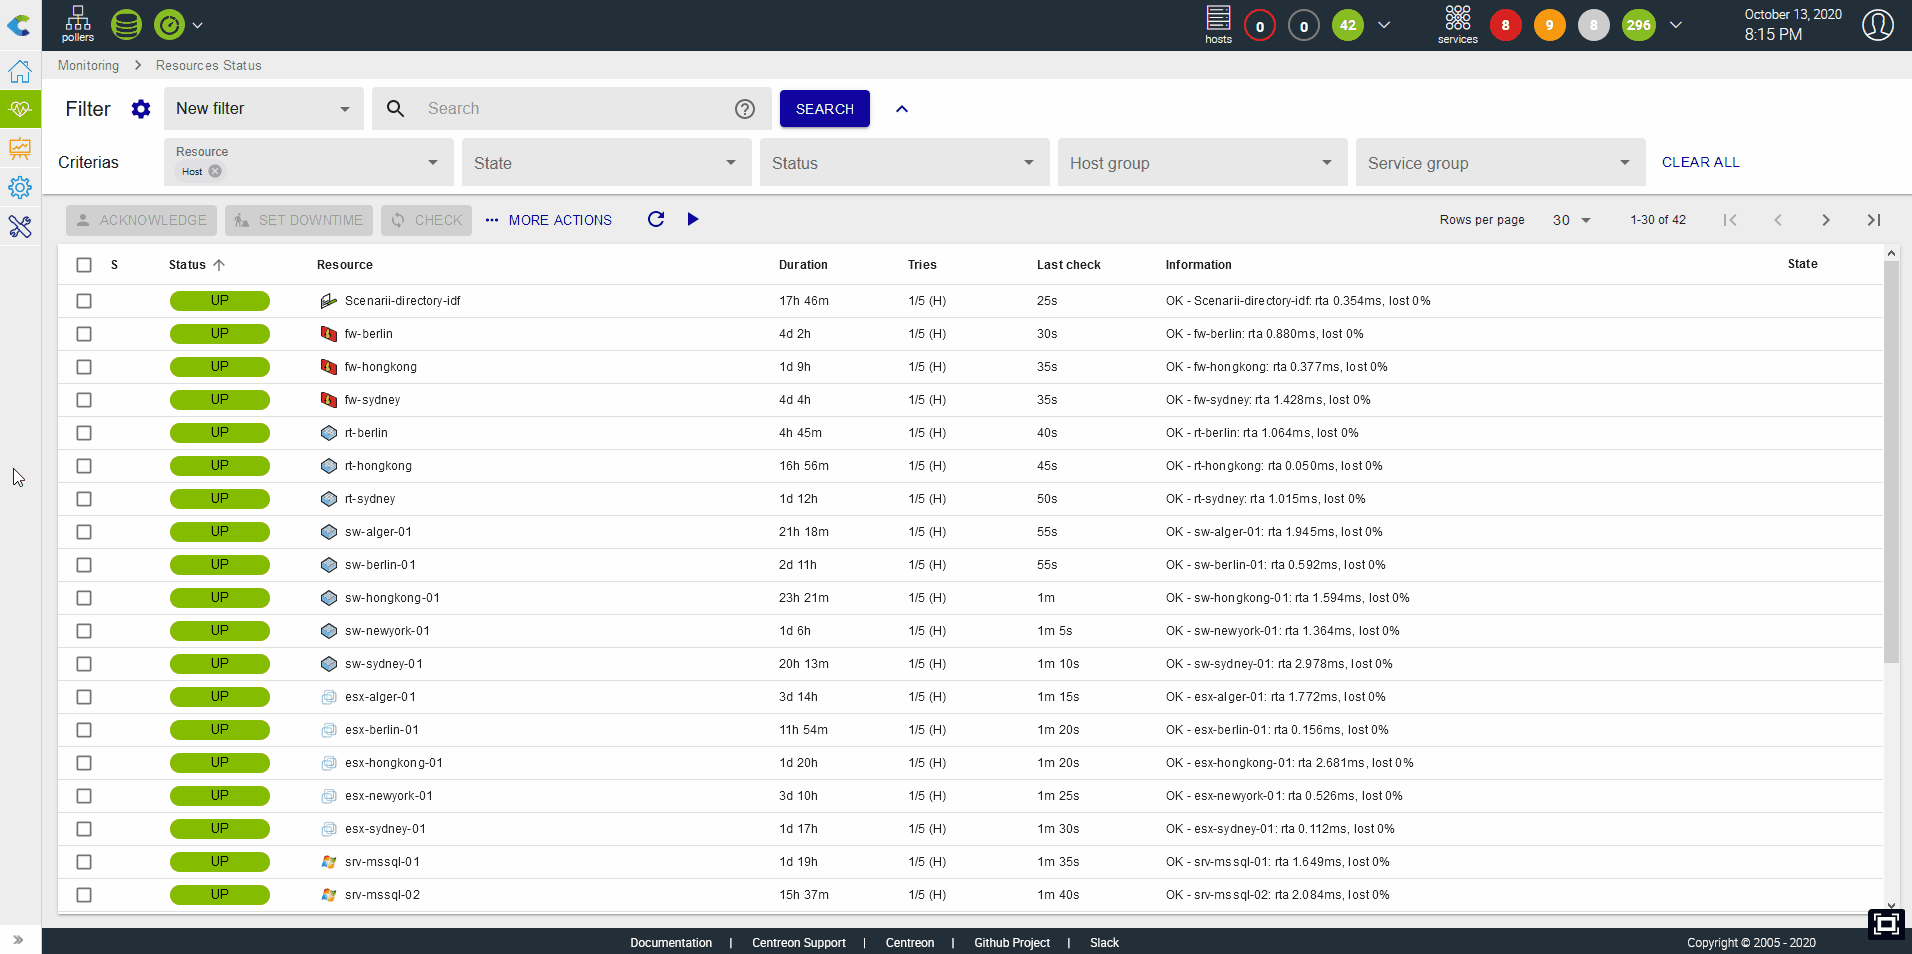 pollers
hosts 0 0 42
services 8 9 8 296
October 13, 2020
8:15 PM
Monitoring > Resources Status
Filter New filter Search ? SEARCH
Criterias Resource Host State Status Host group Service group CLEAR ALL
ACKNOWLEDGE SET DOWNTIME CHECK MORE ACTIONS Rows per page 30 1-30 of 42
S Status Resource Duration Tries Last check Information State
UP Scenarii-directory-idf 17h 46m 1/5 (H) 25s OK - Scenarii-directory-idf: rta 0.354ms, lost 0%
UP fw-berlin 4d 2h 1/5 (H) 30s OK - fw-berlin: rta 0.880ms, lost 0%
UP fw-hongkong 1d 9h 1/5 (H) 35s OK - fw-hongkong: rta 0.377ms, lost 0%
UP fw-sydney 4d 4h 1/5 (H) 35s OK - fw-sydney: rta 1.428ms, lost 0%
UP rt-berlin 4h 45m 1/5 (H) 40s OK - rt-berlin: rta 1.064ms, lost 0%
UP rt-hongkong 16h 56m 1/5 (H) 45s OK - rt-hongkong: rta 0.050ms, lost 0%
UP rt-sydney 1d 12h 1/5 (H) 50s OK - rt-sydney: rta 1.015ms, lost 0%
UP sw-alger-01 21h 18m 1/5 (H) 55s OK - sw-alger-01: rta 1.945ms, lost 0%
UP sw-berlin-01 2d 11h 1/5 (H) 55s OK - sw-berlin-01: rta 0.592ms, lost 0%
UP sw-hongkong-01 23h 21m 1/5 (H) 1m OK - sw-hongkong-01: rta 1.594ms, lost 0%
UP sw-newyork-01 1d 6h 1/5 (H) 1m 5s OK - sw-newyork-01: rta 1.364ms, lost 0%
UP sw-sydney-01 20h 13m 1/5 (H) 1m 10s OK - sw-sydney-01: rta 2.978ms, lost 0%
UP esx-alger-01 3d 14h 1/5 (H) 1m 15s OK - esx-alger-01: rta 1.772ms, lost 0%
UP esx-berlin-01 11h 54m 1/5 (H) 1m 20s OK - esx-berlin-01: rta 0.156ms, lost 0%
UP esx-hongkong-01 1d 20h 1/5 (H) 1m 20s OK - esx-hongkong-01: rta 2.681ms, lost 0%
UP esx-newyork-01 3d 10h 1/5 (H) 1m 25s OK - esx-newyork-01: rta 0.526ms, lost 0%
UP esx-sydney-01 1d 17h 1/5 (H) 1m 30s OK - esx-sydney-01: rta 0.112ms, lost 0%
UP srv-mssql-01 1d 19h 1/5 (H) 1m 35s OK - srv-mssql-01: rta 1.649ms, lost 0%
UP srv-mssql-02 15h 37m 1/5 (H) 1m 40s OK - srv-mssql-02: rta 2.084ms, lost 0%
Documentation | Centreon Support | Centreon | Github Project | Slack Copyright © 2005 - 2020